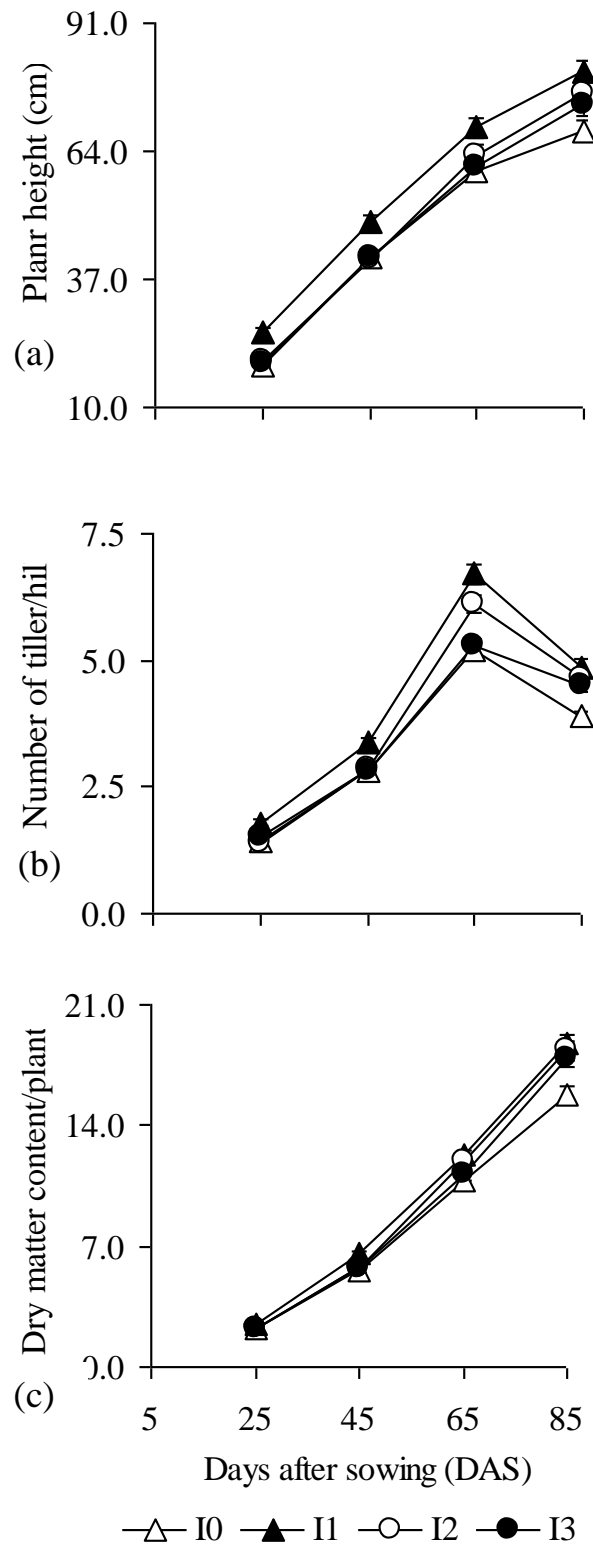 91.0
64.0
37.0
10.0
Planr height (cm)
(a)
7.5
5.0
2.5
0.0
Number of tiller/hil
(b)
21.0
14.0
7.0
0.0
Dry matter content/plant
(c)
5 25 45 65 85
Days after sowing (DAS)
I0 I1 I2 I3